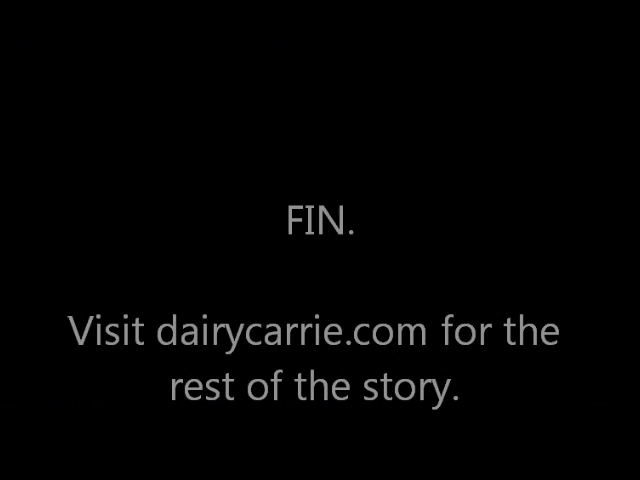 FIN.
Visit dairycarrie.com for the
rest of the story.